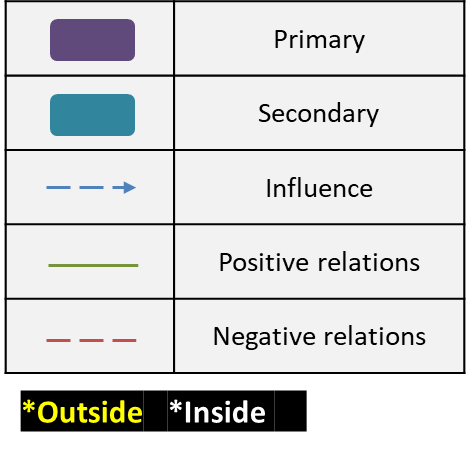 Primary
Secondary
Influence
Positive relations
Negative relations
*Outside *Inside